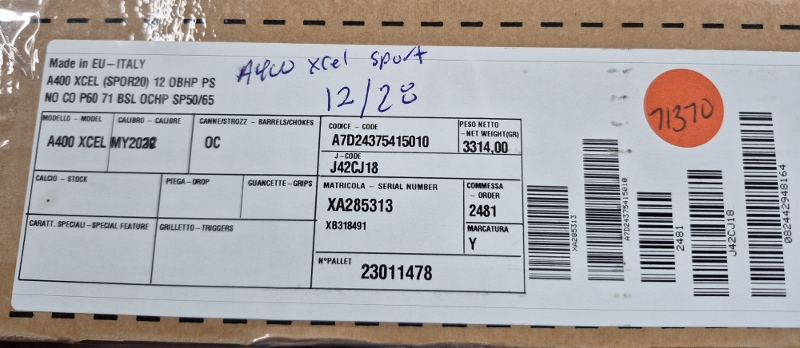 Made in EU-ITALY
A400 XCEL (SPOR20) 12 OBHP PS
NO CO P60 71 BSL OCHP SP50/65
A400 xcel sport
12/28
71370
MODELLO - MODEL
CALIBRO - CALIBRE
CANNE/STROZZ - BARRELS/CHOKES
CODICE - CODE
PESO NETTO
-NET WEIGHT(GR)
A400 XCEL
OC
A7D24375415010
3314,00
J-CODE
J42CJ18
CALCIO - STOCK
PIEGA-DROP
GUANCETTE-GRIPS
MATRICOLA - SERIAL NUMBER
COMMESSA
- ORDER
XA285313
2481
XB318491
CARATT. SPECIALI -SPECIAL FEATURE
GRILLETTO-TRIGGERS
MARCATURA
Y
N°PALLET
23011478
XA285313
A7D24375415010
2481
J42CJ18
082442948164